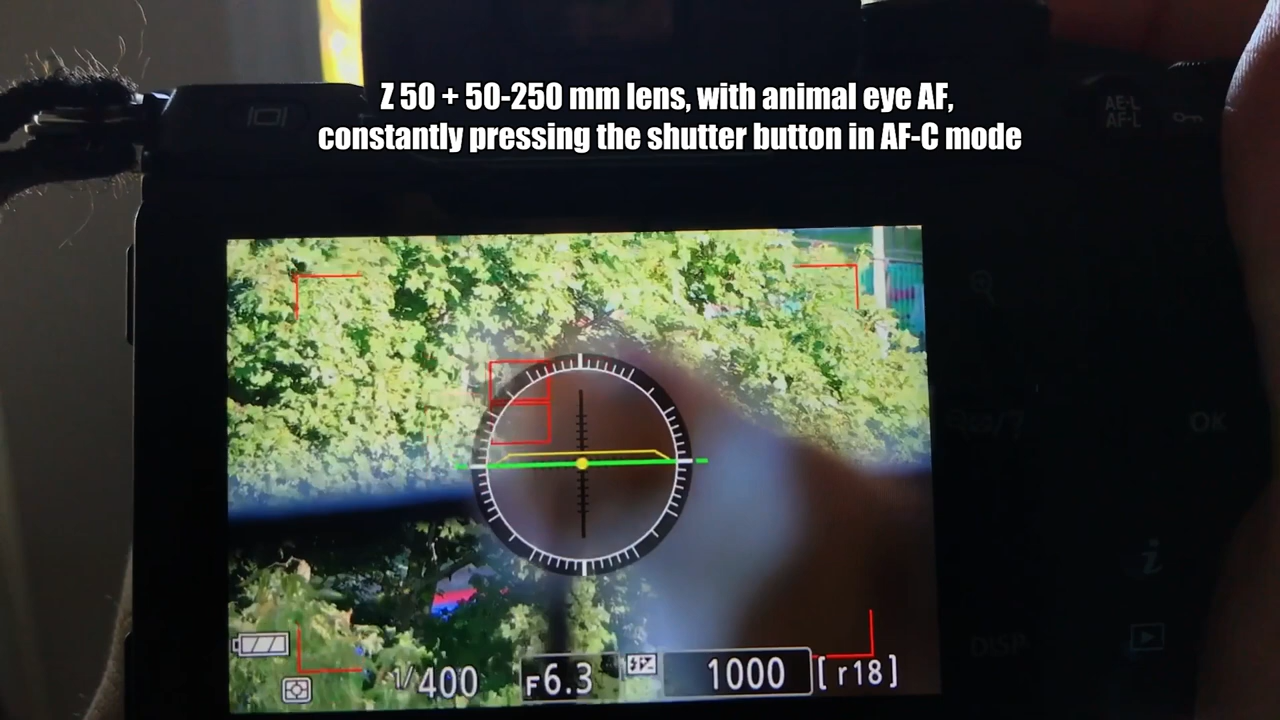 Z 50 + 50-250 mm lens, with animal eye AF,
constantly pressing the shutter button in AF-C mode
AE-L
AF-L
OK
i
DISP
1/400 F6.3 1000 [r18]